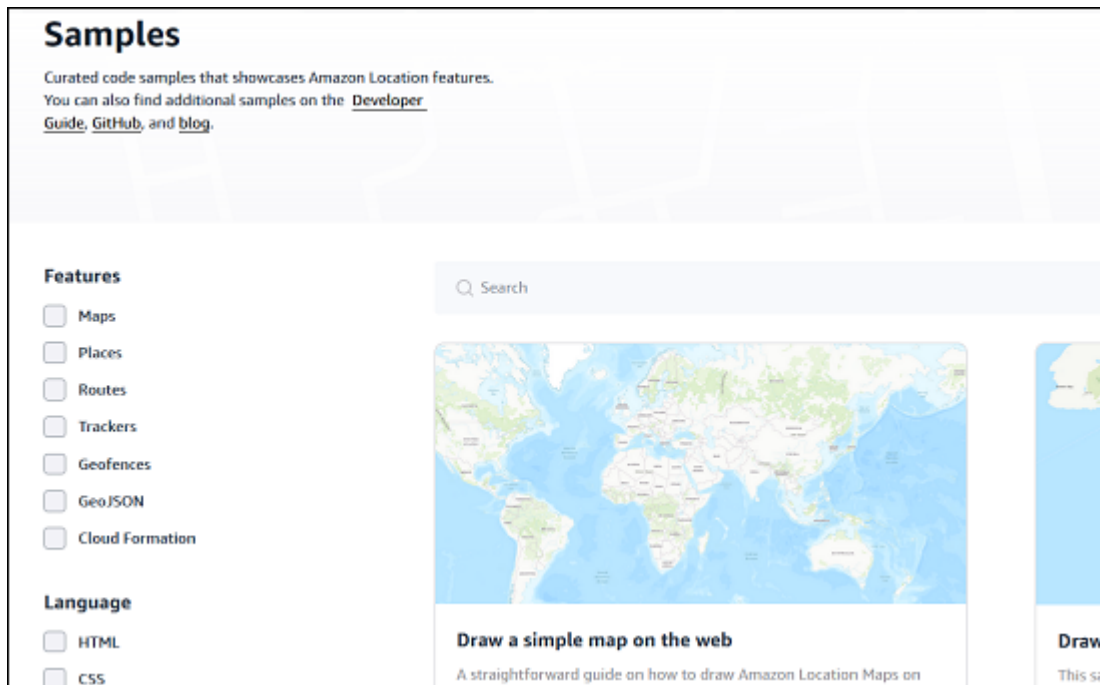 Samples
Curated code samples that showcases Amazon Location features.
You can also find additional samples on the Developer
Guide, GitHub, and blog.
Features
Maps
Places
Routes
Trackers
Geofences
GeoJSON
Cloud Formation
Language
HTML
CSS
Search
Draw a simple map on the web
A straightforward guide on how to draw Amazon Location Maps on
Draw
This sa